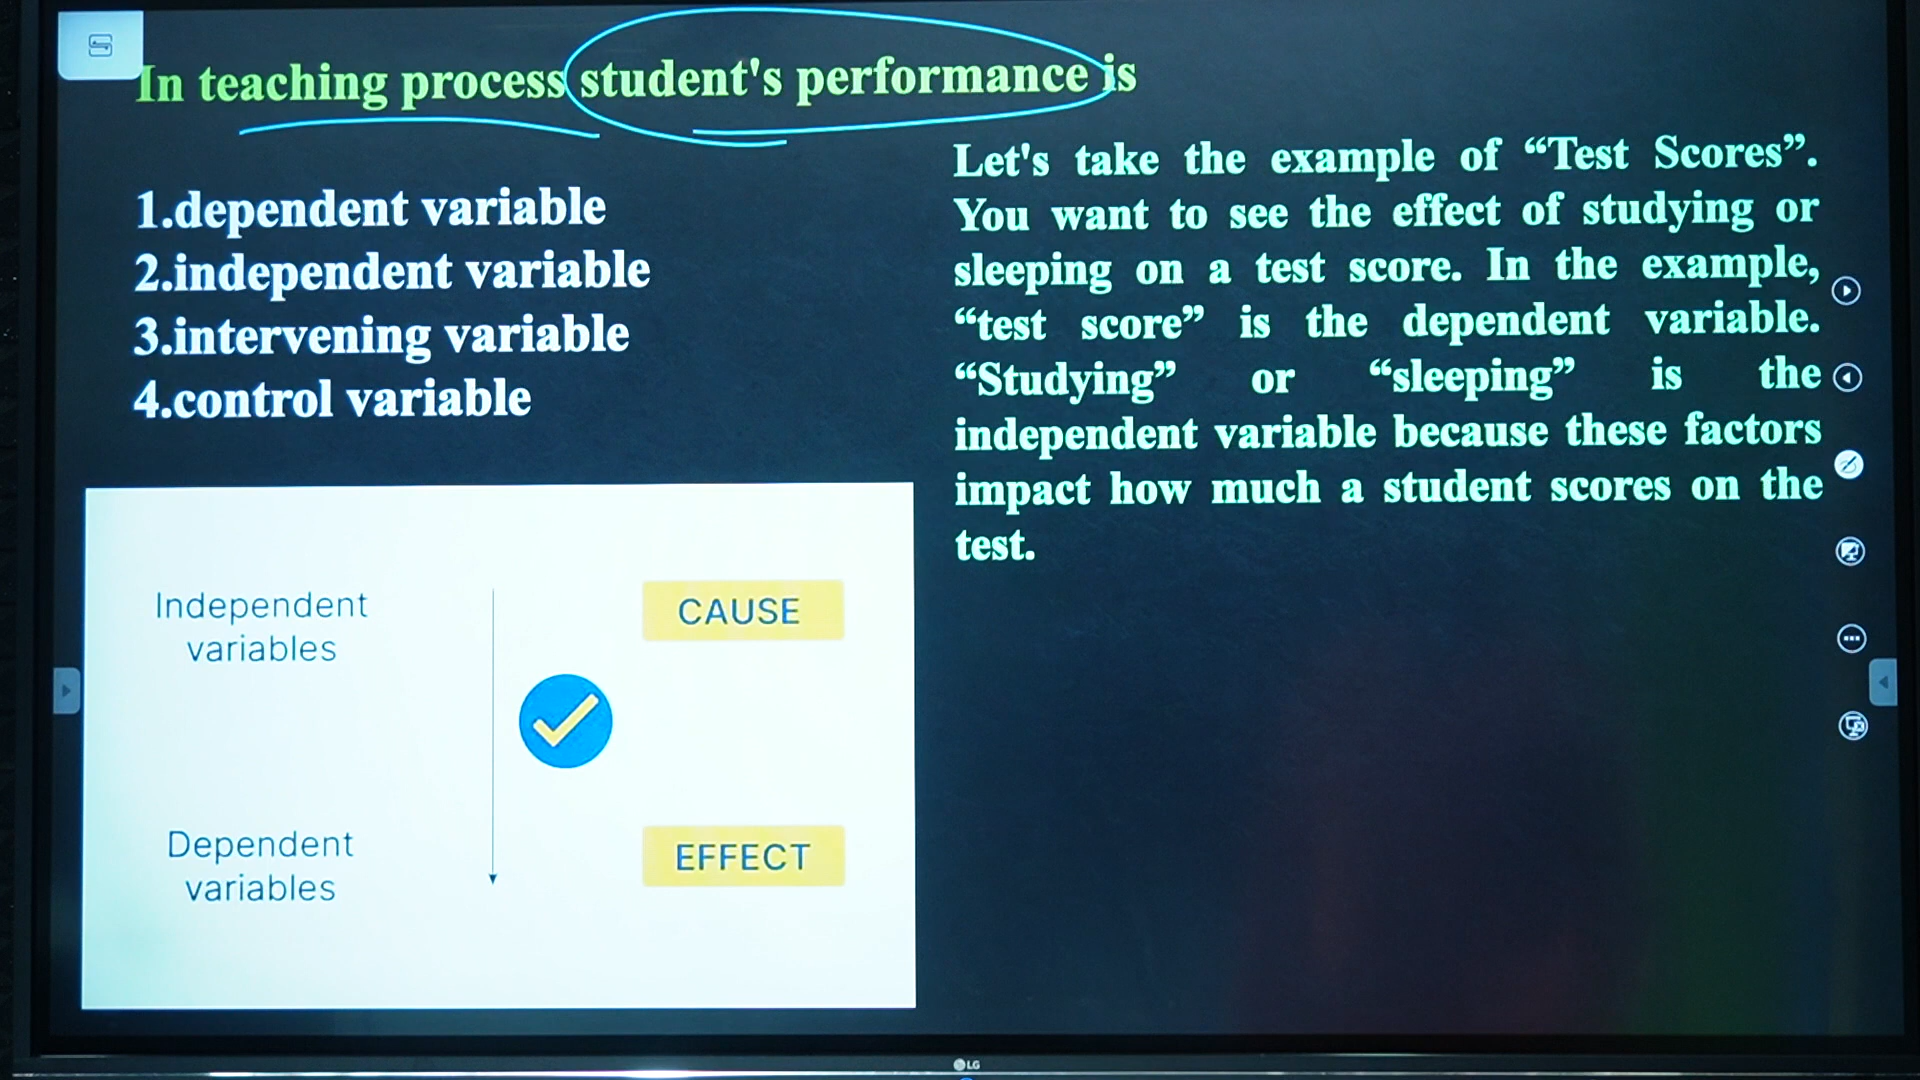 In teaching process student's performance is
1.dependent variable
2.independent variable
3.intervening variable
4.control variable
Let's take the example of “Test Scores”.
You want to see the effect of studying or
sleeping on a test score. In the example,
“test score” is the dependent variable.
“Studying” or “sleeping” is the
independent variable because these factors
impact how much a student scores on the
test.
Independent
variables
CAUSE
Dependent
variables
EFFECT
LG